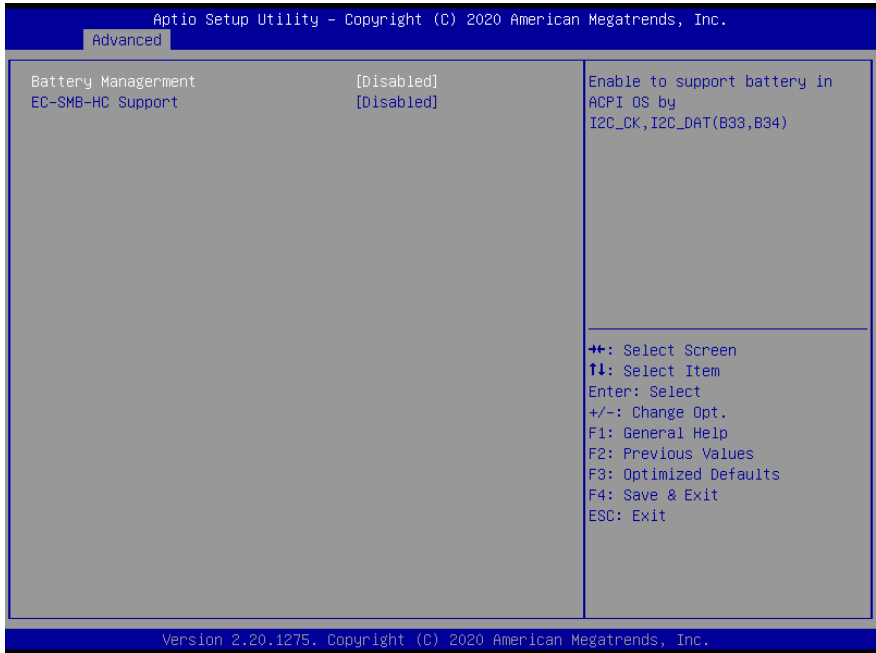 Aptio Setup Utility – Copyright (C) 2020 American Megatrends, Inc.
Advanced
Battery Managerment [Disabled]
EC-SMB-HC Support [Disabled]
Enable to support battery in
ACPI OS by
I2C_CK,I2C_DAT(B33,B34)
→←: Select Screen
↑↓: Select Item
Enter: Select
+/-: Change Opt.
F1: General Help
F2: Previous Values
F3: Optimized Defaults
F4: Save & Exit
ESC: Exit
Version 2.20.1275. Copyright (C) 2020 American Megatrends, Inc.